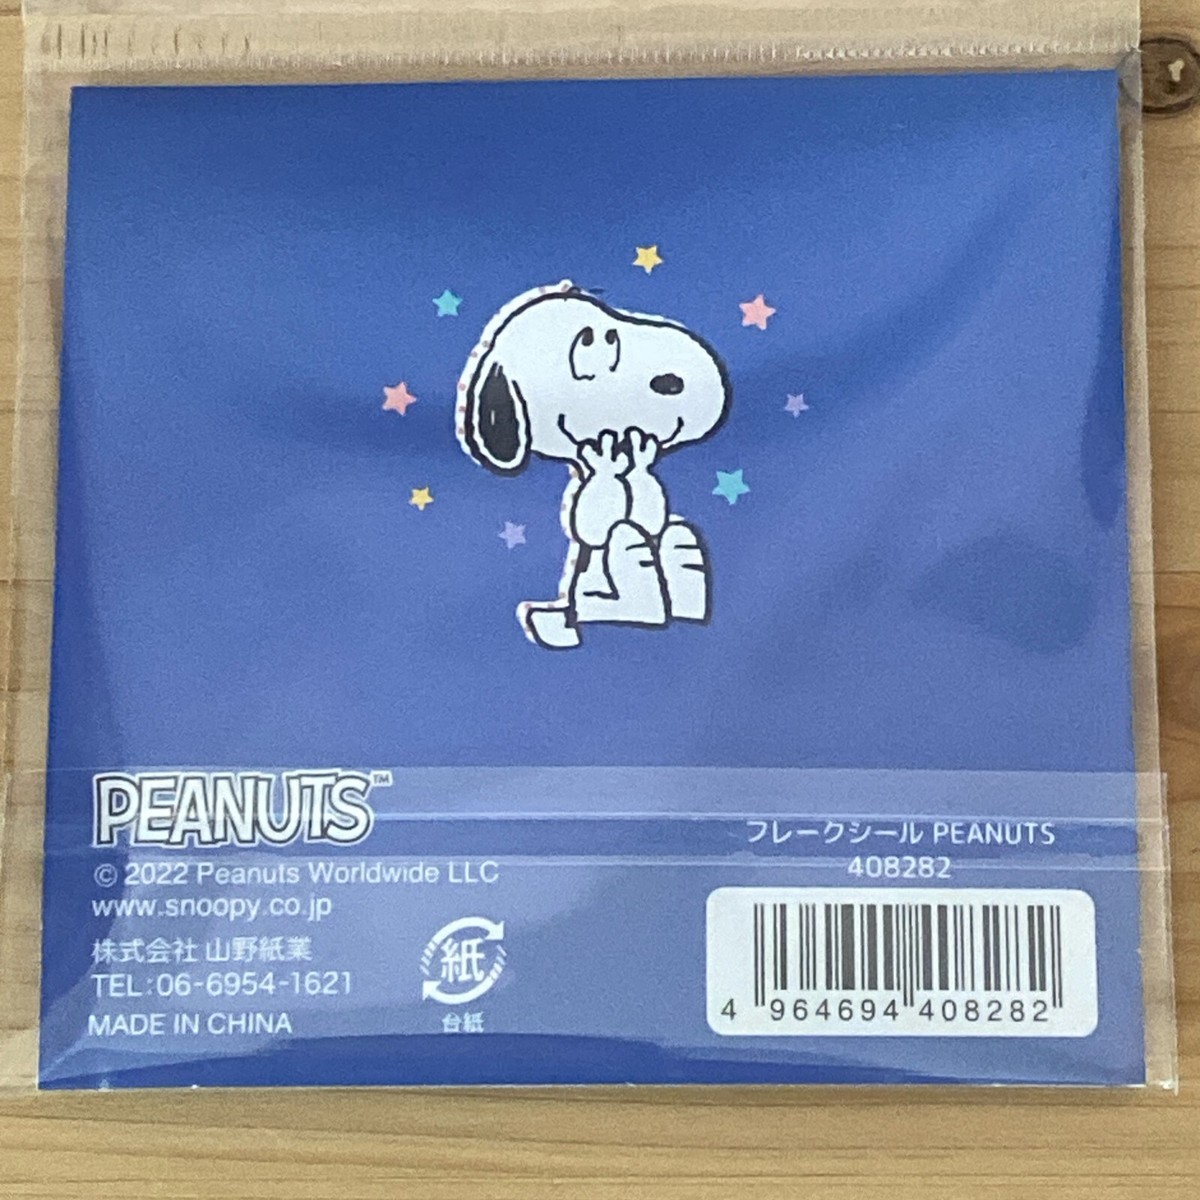 PEANUTS™
© 2022 Peanuts Worldwide LLC
www.snoopy.co.jp
株式会社 山野紙業
TEL:06-6954-1621
MADE IN CHINA
紙
台紙
フレークシール PEANUTS
408282
4 964694 408282